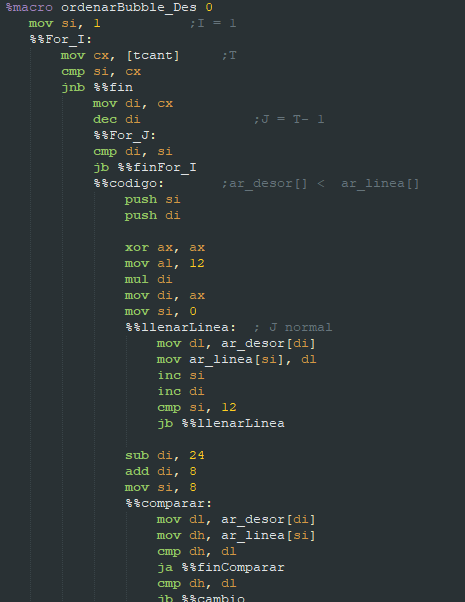 %macro ordenarBubble_Des 0
mov si, 1 ;I = 1
%%For_I:
mov cx, [tcant] ;T
cmp si, cx
jnb %%fin
mov di, cx
dec di ;J = T- 1
%%For_J:
cmp di, si
jb %%finFor_I
%%codigo: ;ar_desor[] < ar_linea[]
push si
push di
xor ax, ax
mov al, 12
mul di
mov di, ax
mov si, 0
%%llenarLinea: ; J normal
mov dl, ar_desor[di]
mov ar_linea[si], dl
inc si
inc di
cmp si, 12
jb %%llenarLinea
sub di, 24
add di, 8
mov si, 8
%%comparar:
mov dl, ar_desor[di]
mov dh, ar_linea[si]
cmp dh, dl
ja %%finComparar
cmp dh, dl
jb %%cambio